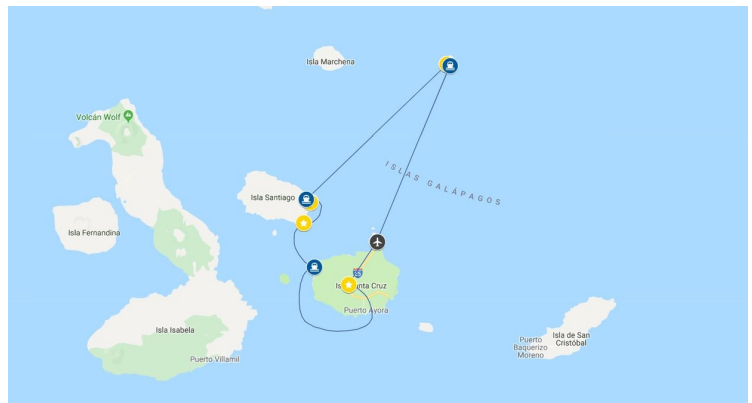 Isla Marchena
Volcán Wolf
ISLAS GALÁPAGOS
Isla Santiago
Isla Fernandina
Puerto Ayora
Isla Isabela
Puerto Villamil
Puerto
Baquerizo
Moreno
Isla de San
Cristóbal